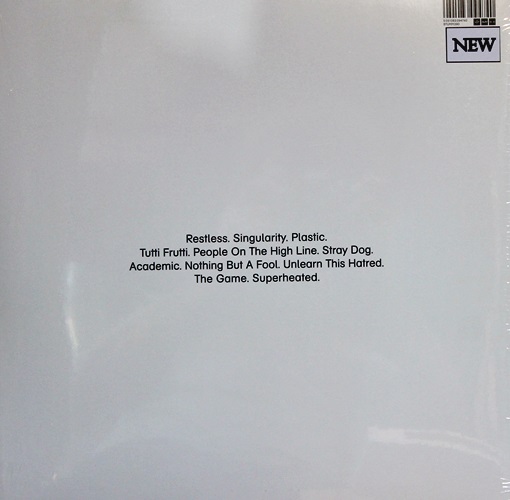 NEW
Restless. Singularity. Plastic.
Tutti Frutti. People On The High Line. Stray Dog.
Academic. Nothing But A Fool. Unlearn This Hatred.
The Game. Superheated.